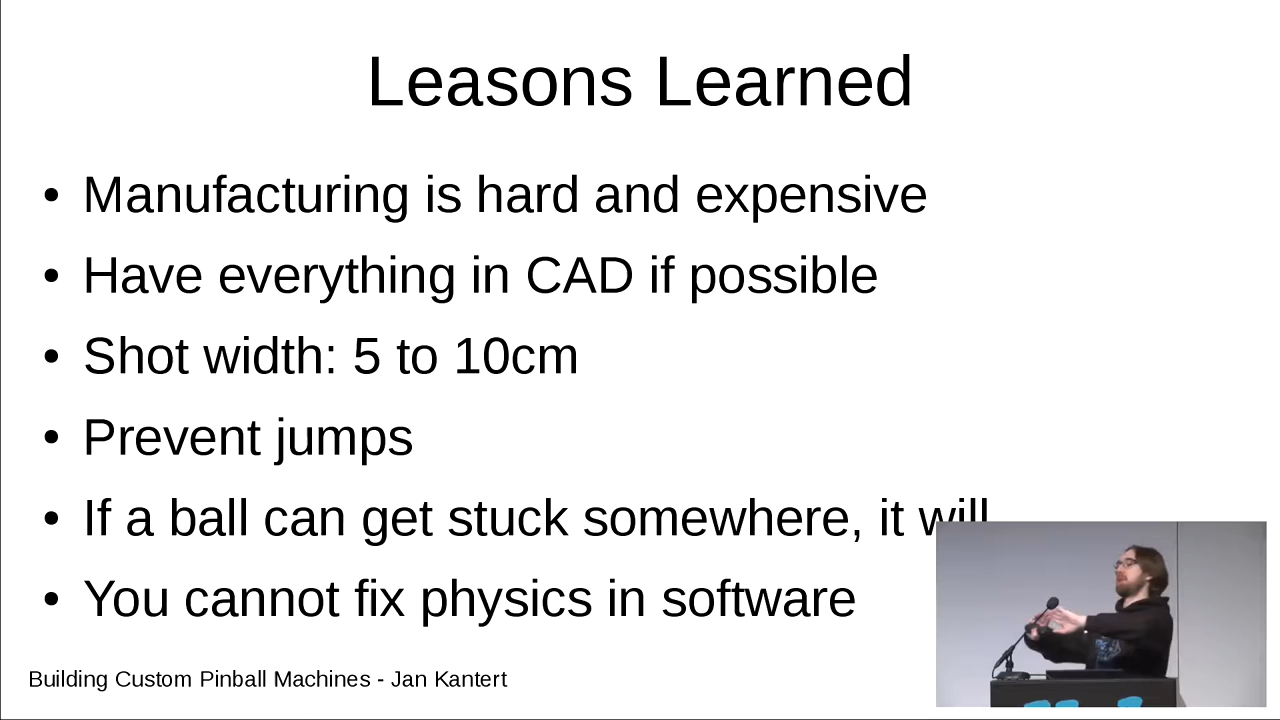 Leasons Learned
• Manufacturing is hard and expensive
• Have everything in CAD if possible
• Shot width: 5 to 10cm
• Prevent jumps
• If a ball can get stuck somewhere, it will
• You cannot fix physics in software
Building Custom Pinball Machines - Jan Kantert